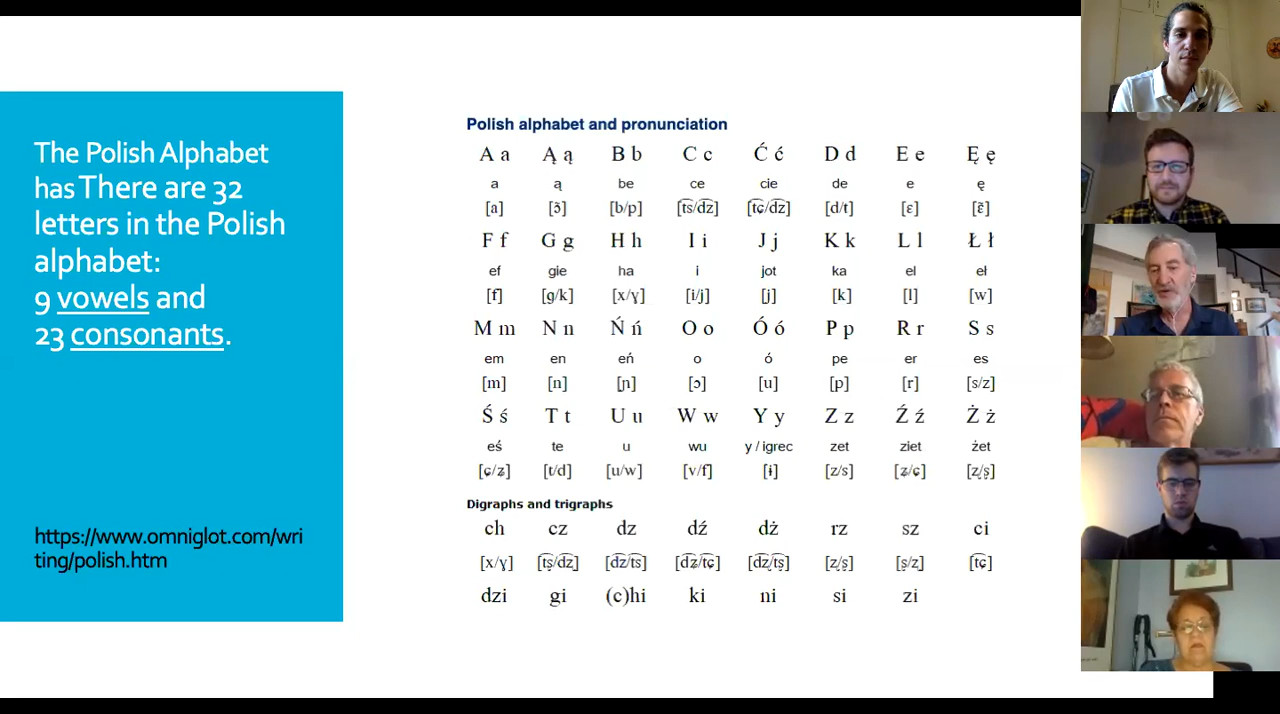 The Polish Alphabet
has There are 32
letters in the Polish
alphabet:
9 vowels and
23 consonants.
https://www.omniglot.com/wri
ting/polish.htm
Polish alphabet and pronunciation
A a Ą ą B b C c Ć ć D d E e Ę ę
a ą be ce cie de e ę
[a] [ɔ̃] [b/p] [t͡s/d͡z] [t͡ɕ/d͡ʑ] [d/t] [ɛ] [ɛ̃]
F f G g H h I i J j K k L l Ł ł
ef gie ha i jot ka el eł
[f] [ɡ/k] [x/ɣ] [i/j] [j] [k] [l] [w]
M m N n Ń ń O o Ó ó P p R r S s
em en eń o ó pe er es
[m] [n] [ɲ] [ɔ] [u] [p] [r] [s/z]
Ś ś T t U u W w Y y Z z Ź ź Ż ż
eś te u wu y / igrec zet ziet żet
[ɕ/ʑ] [t/d] [u/w] [v/f] [ɨ] [z/s] [ʑ/ɕ] [ʐ/ʂ]
Digraphs and trigraphs
ch cz dz dź dż rz sz ci
[x/ɣ] [t͡ʂ/d͡ʐ] [d͡z/t͡s] [d͡ʑ/t͡ɕ] [d͡ʐ/t͡ʂ] [ʐ/ʂ] [ʂ/ʐ] [t͡ɕ]
dzi gi (c)hi ki ni si zi